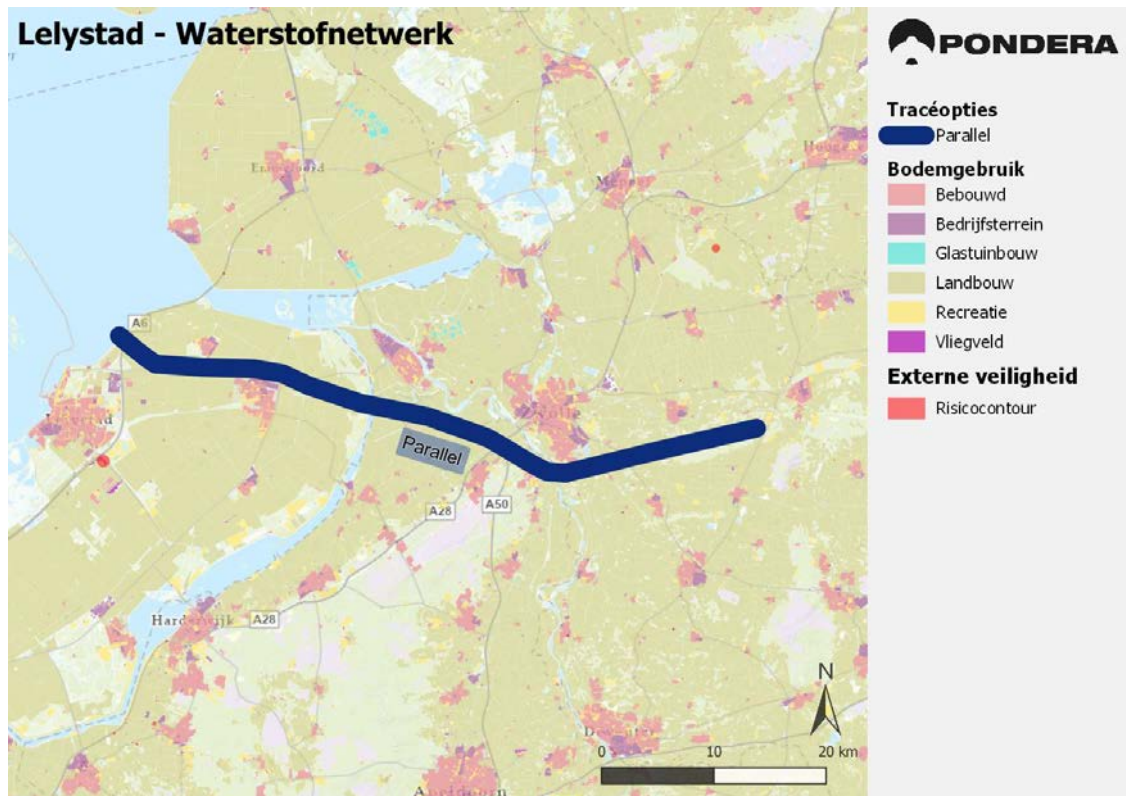 Lelystad - Waterstofnetwerk
PONDERA
Tracéopties
Parallel
Bodemgebruik
Bebouwd
Bedrijfsterrein
Glastuinbouw
Landbouw
Recreatie
Vliegveld
Externe veiligheid
Risicocontour
A6
Parallel
A28
A50
Harderwijk
A28
N
0 10 20 km